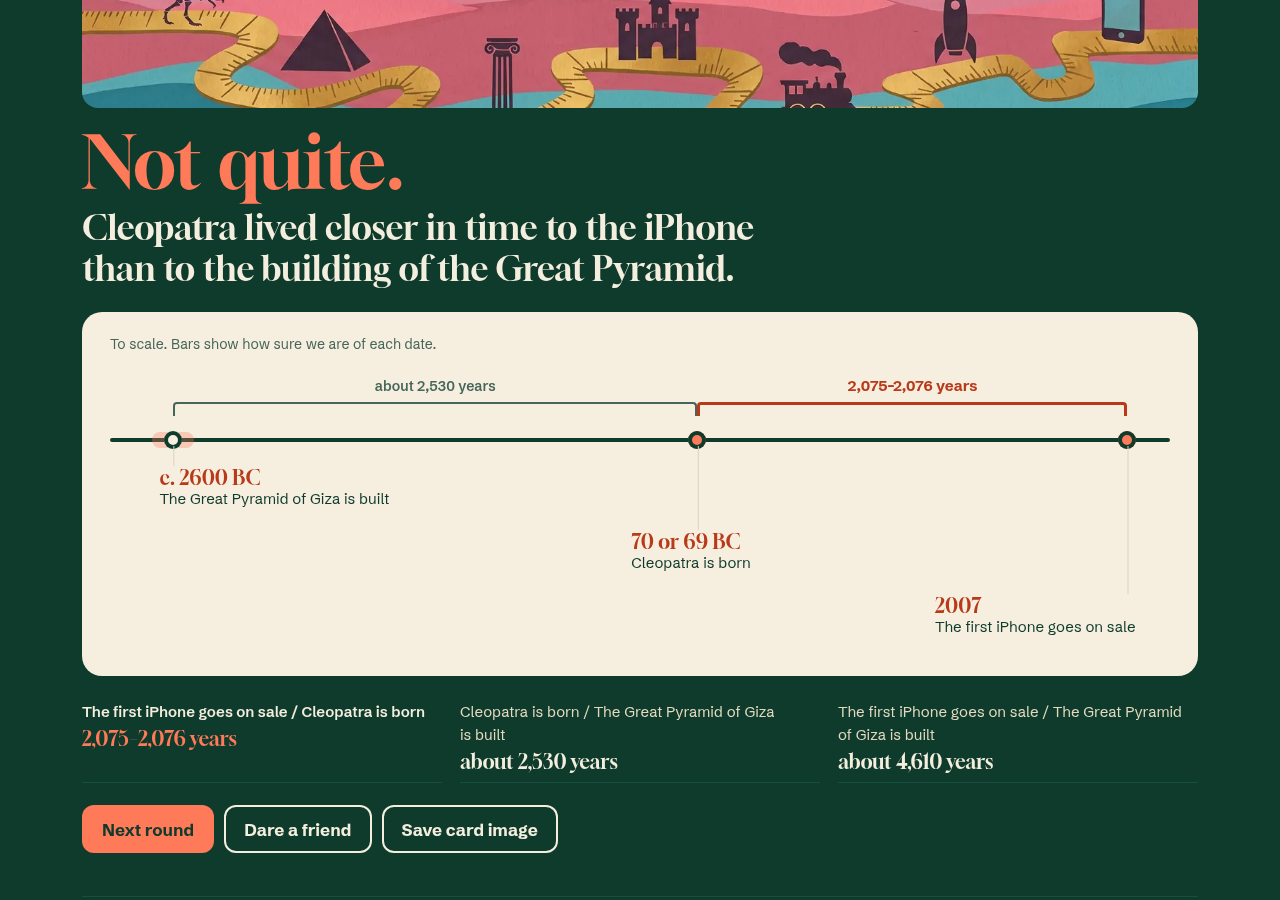 Not quite.
Cleopatra lived closer in time to the iPhone
than to the building of the Great Pyramid.
To scale. Bars show how sure we are of each date.
about 2,530 years
2,075–2,076 years
c. 2600 BC
The Great Pyramid of Giza is built
70 or 69 BC
Cleopatra is born
2007
The first iPhone goes on sale
The first iPhone goes on sale / Cleopatra is born
2,075–2,076 years
Cleopatra is born / The Great Pyramid of Giza
is built
about 2,530 years
The first iPhone goes on sale / The Great Pyramid
of Giza is built
about 4,610 years
Next round
Dare a friend
Save card image